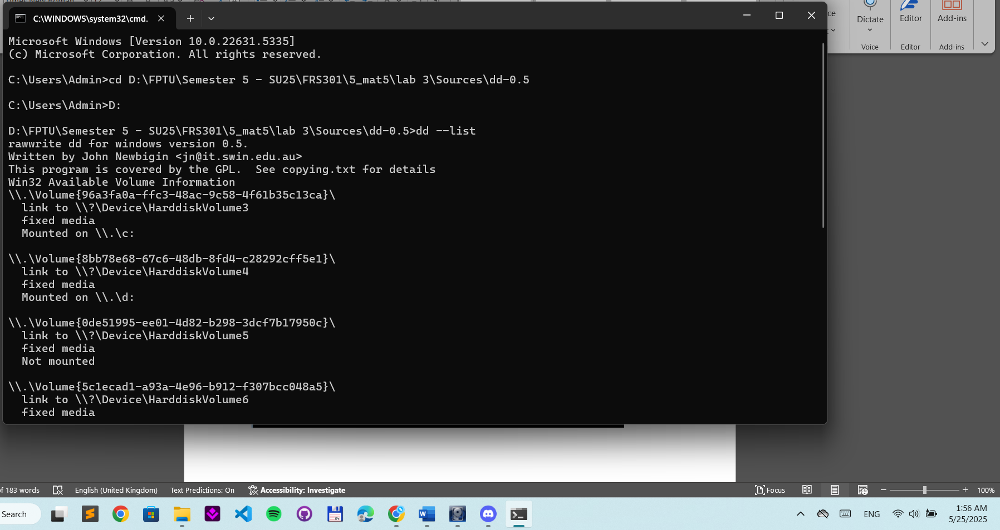 C:\WINDOWS\system32\cmd.
Microsoft Windows [Version 10.0.22631.5335]
(c) Microsoft Corporation. All rights reserved.
C:\Users\Admin>cd D:\FPTU\Semester 5 - SU25\FRS301\5_mat5\lab 3\Sources\dd-0.5
C:\Users\Admin>D:
D:\FPTU\Semester 5 - SU25\FRS301\5_mat5\lab 3\Sources\dd-0.5>dd --list
rawwrite dd for windows version 0.5.
Written by John Newbigin <jn@it.swin.edu.au>
This program is covered by the GPL.  See copying.txt for details
Win32 Available Volume Information
\\.\Volume{96a3fa0a-ffc3-48ac-9c58-4f61b35c13ca}\
  link to \\?\Device\HarddiskVolume3
  fixed media
  Mounted on \\.\c:
\\.\Volume{8bb78e68-67c6-48db-8fd4-c28292cff5e1}\
  link to \\?\Device\HarddiskVolume4
  fixed media
  Mounted on \\.\d:
\\.\Volume{0de51995-ee01-4d82-b298-3dcf7b17950c}\
  link to \\?\Device\HarddiskVolume5
  fixed media
  Not mounted
\\.\Volume{5c1ecad1-a93a-4e96-b912-f307bcc048a5}\
  link to \\?\Device\HarddiskVolume6
  fixed media
Dictate
Editor
Add-ins
Voice
Editor
Add-ins
of 183 words
English (United Kingdom)
Text Predictions: On
Accessibility: Investigate
Focus
100%
Search
64
ENG
1:56 AM
5/25/2025